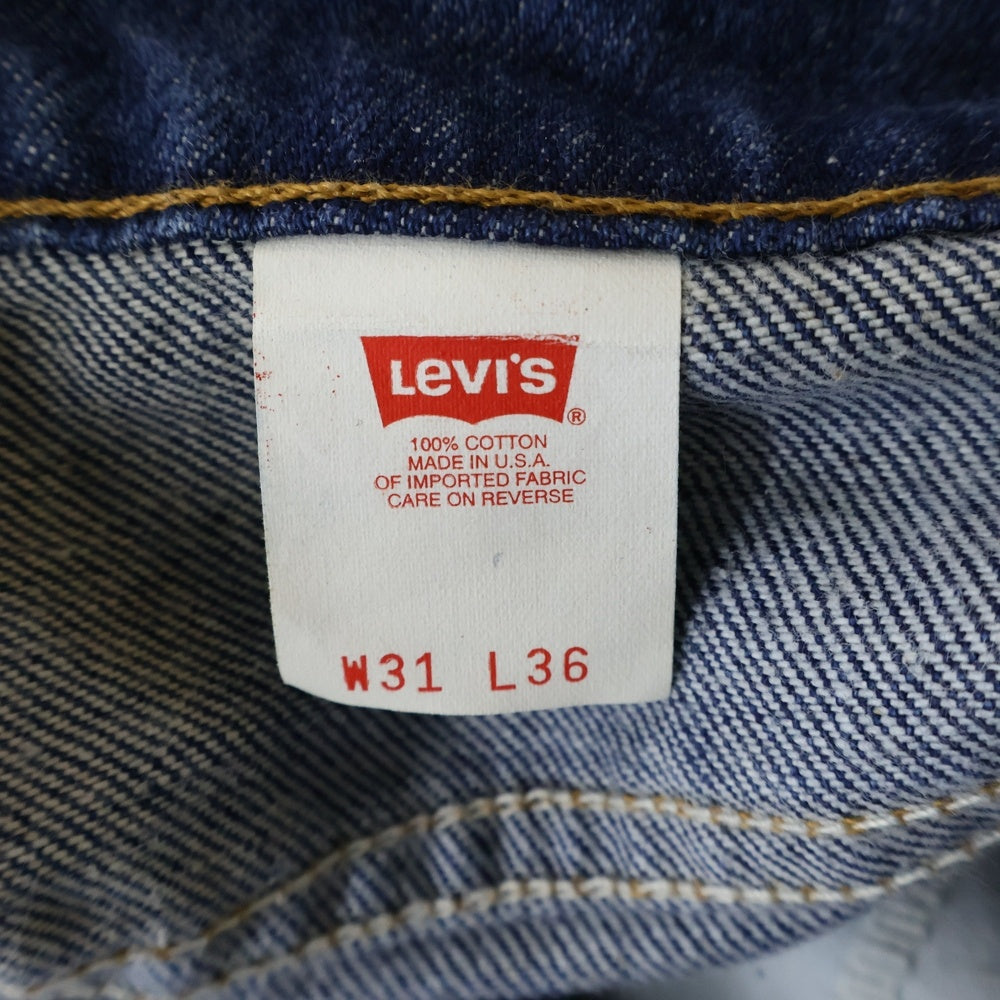 LEVI'S ®
100% COTTON
MADE IN U.S.A.
OF IMPORTED FABRIC
CARE ON REVERSE
W31 L36